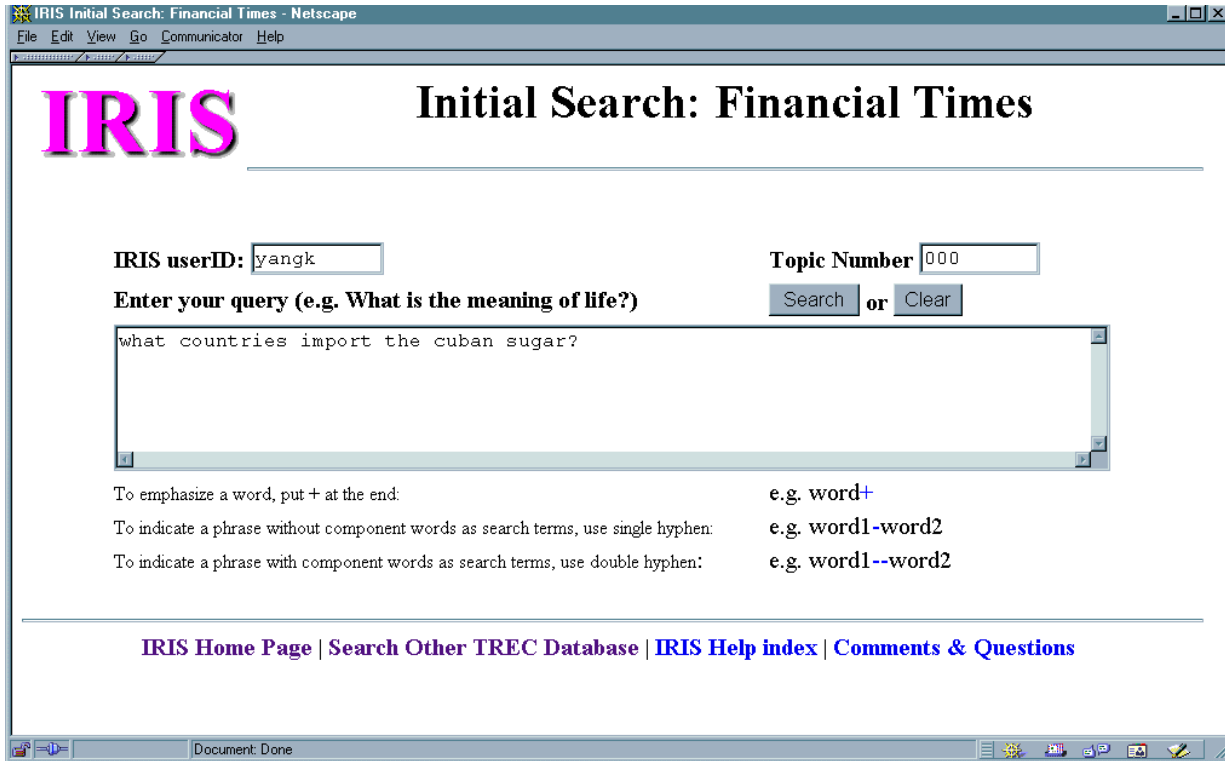 IRIS Initial Search: Financial Times - Netscape
File Edit View Go Communicator Help
IRIS
Initial Search: Financial Times
IRIS userID: yangk Topic Number 000
Enter your query (e.g. What is the meaning of life?) Search or Clear
what countries import the cuban sugar?
To emphasize a word, put + at the end: e.g. word+
To indicate a phrase without component words as search terms, use single hyphen: e.g. word1-word2
To indicate a phrase with component words as search terms, use double hyphen: e.g. word1--word2
IRIS Home Page | Search Other TREC Database | IRIS Help index | Comments & Questions
Document: Done